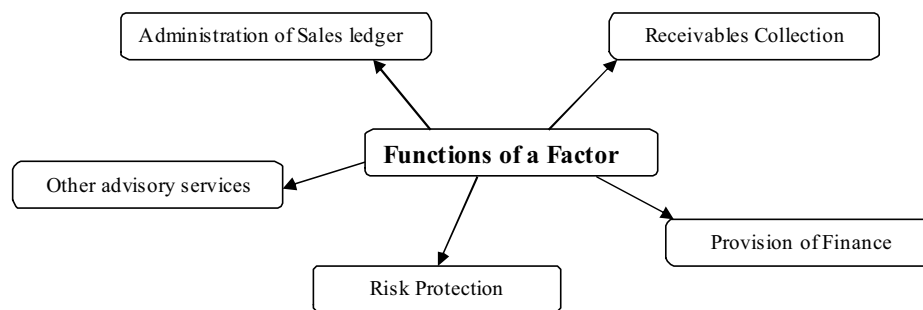 Administration of Sales ledger
Receivables Collection
Functions of a Factor
Other advisory services
Provision of Finance
Risk Protection